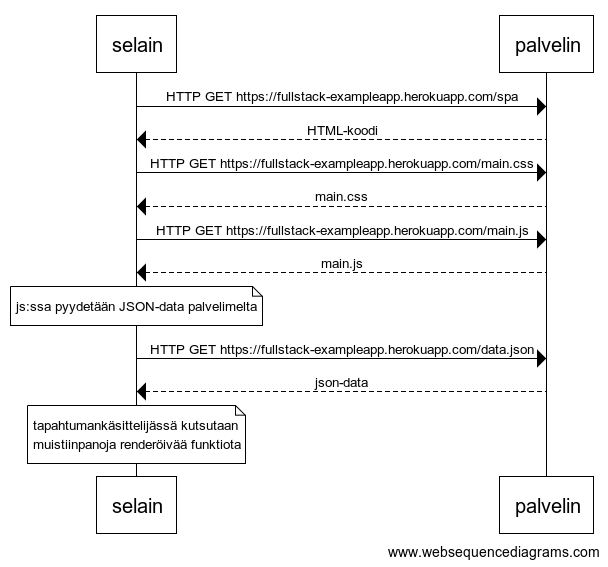 selain
palvelin
HTTP GET https://fullstack-exampleapp.herokuapp.com/spa
HTML-koodi
HTTP GET https://fullstack-exampleapp.herokuapp.com/main.css
main.css
HTTP GET https://fullstack-exampleapp.herokuapp.com/main.js
main.js
js:ssa pyydetään JSON-data palvelimelta
HTTP GET https://fullstack-exampleapp.herokuapp.com/data.json
json-data
tapahtumankäsittelijässä kutsutaan
muistiinpanoja renderöivää funktiota
selain
palvelin
www.websequencediagrams.com